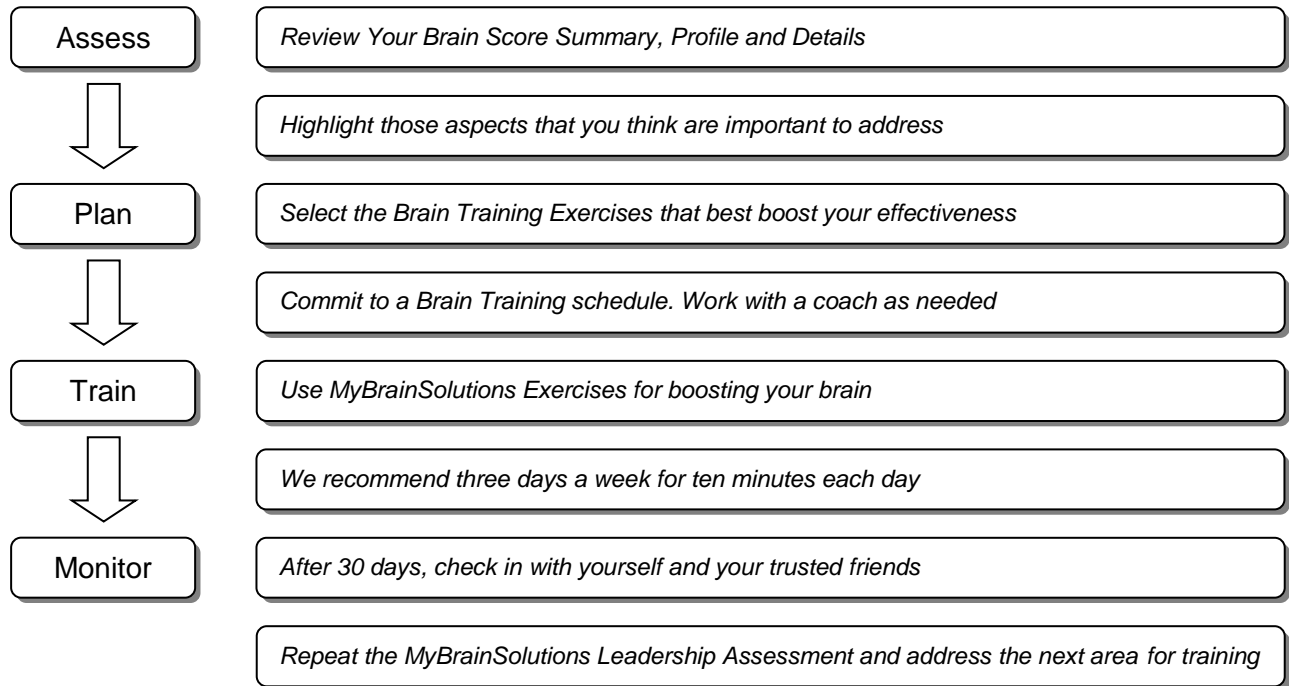 Assess
Review Your Brain Score Summary, Profile and Details
Highlight those aspects that you think are important to address
Plan
Select the Brain Training Exercises that best boost your effectiveness
Commit to a Brain Training schedule. Work with a coach as needed
Train
Use MyBrainSolutions Exercises for boosting your brain
We recommend three days a week for ten minutes each day
Monitor
After 30 days, check in with yourself and your trusted friends
Repeat the MyBrainSolutions Leadership Assessment and address the next area for training